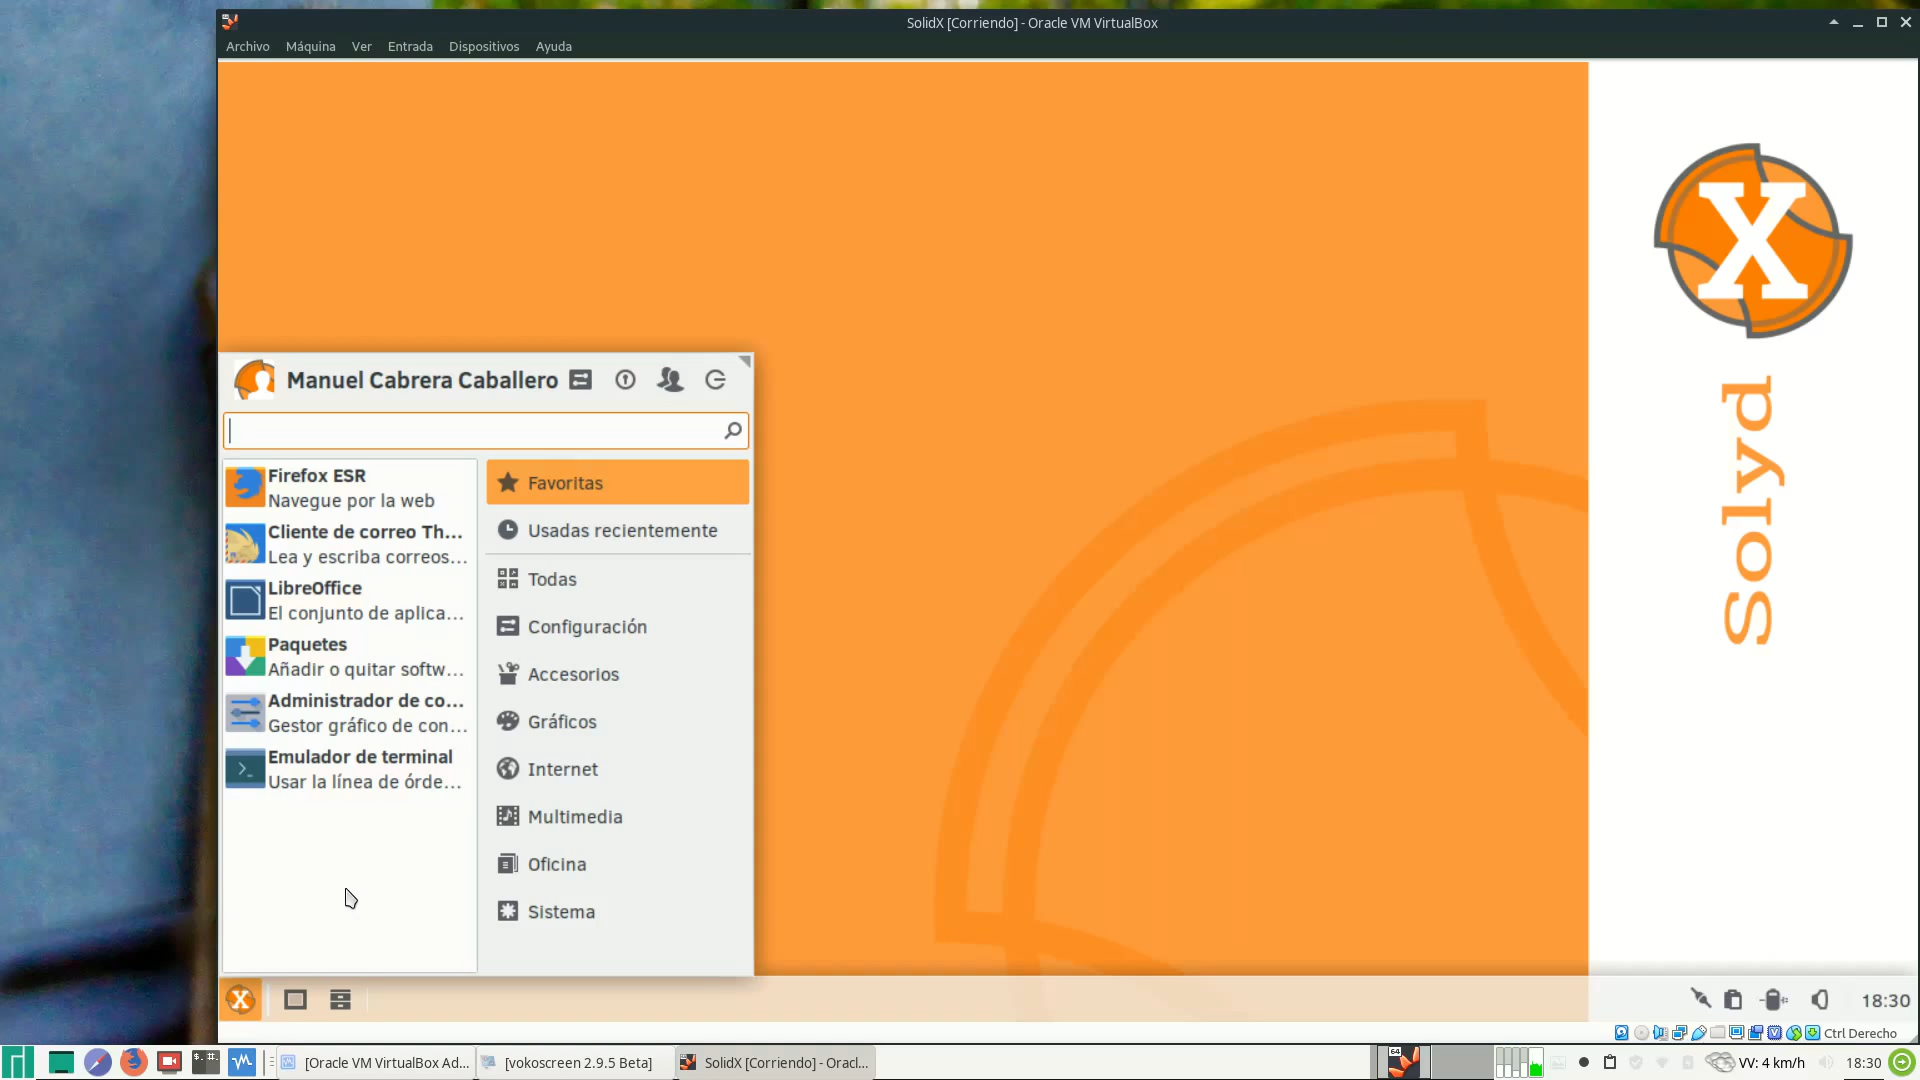 SolidX [Corriendo] - Oracle VM VirtualBox
Archivo Máquina Ver Entrada Dispositivos Ayuda
X
Solyd
Manuel Cabrera Caballero
Firefox ESR
Navegue por la web
Cliente de correo Th...
Lea y escriba correos...
LibreOffice
El conjunto de aplica...
Paquetes
Añadir o quitar softw...
Administrador de co...
Gestor gráfico de con...
Emulador de terminal
Usar la línea de órde...
Favoritas
Usadas recientemente
Todas
Configuración
Accesorios
Gráficos
Internet
Multimedia
Oficina
Sistema
X
18:30
Ctrl Derecho
[Oracle VM VirtualBox Ad...
[vokoscreen 2.9.5 Beta]
SolidX [Corriendo] - Oracl...
64
VV: 4 km/h
18:30